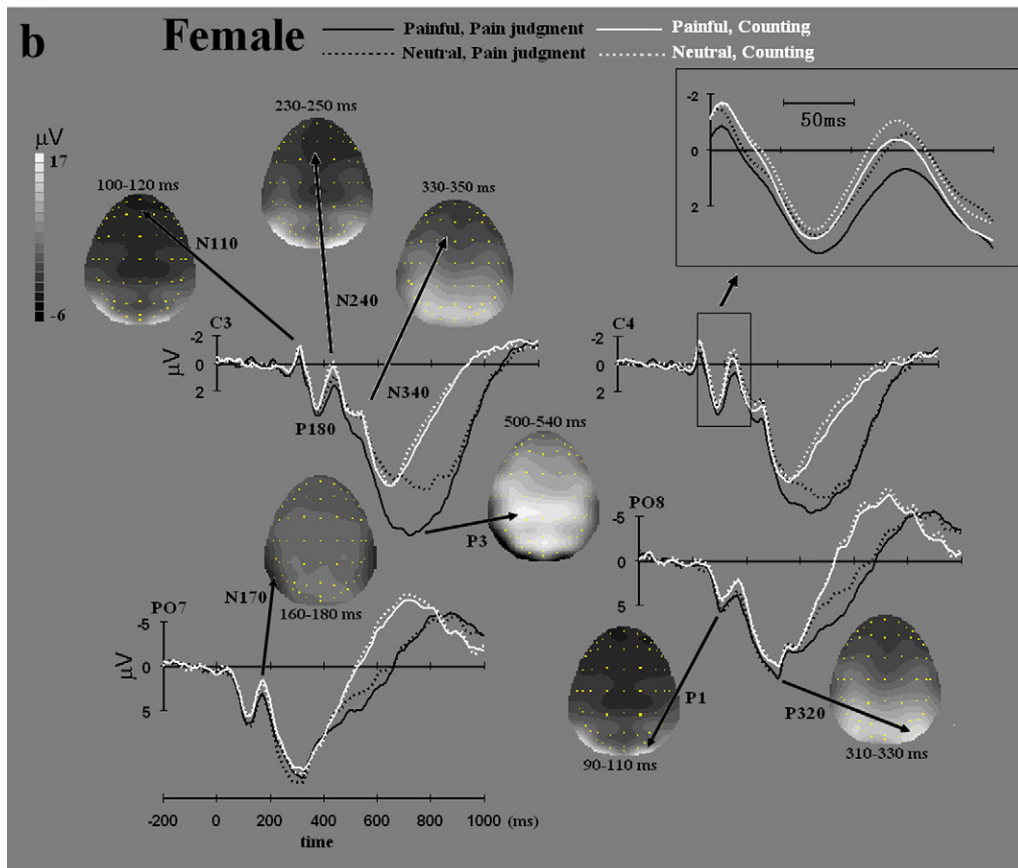 b
Female
Painful, Pain judgment
Painful, Counting
Neutral, Pain judgment
Neutral, Counting
μV
17
-6
100-120 ms
230-250 ms
330-350 ms
N110
N240
N340
-2
0
2
50ms
C3
-2
0
2
μV
P180
C4
-2
0
2
500-540 ms
P3
N170
160-180 ms
PO7
-5
0
5
μV
PO8
-5
0
5
P1
P320
90-110 ms
310-330 ms
-200 0 200 400 600 800 1000 (ms)
time